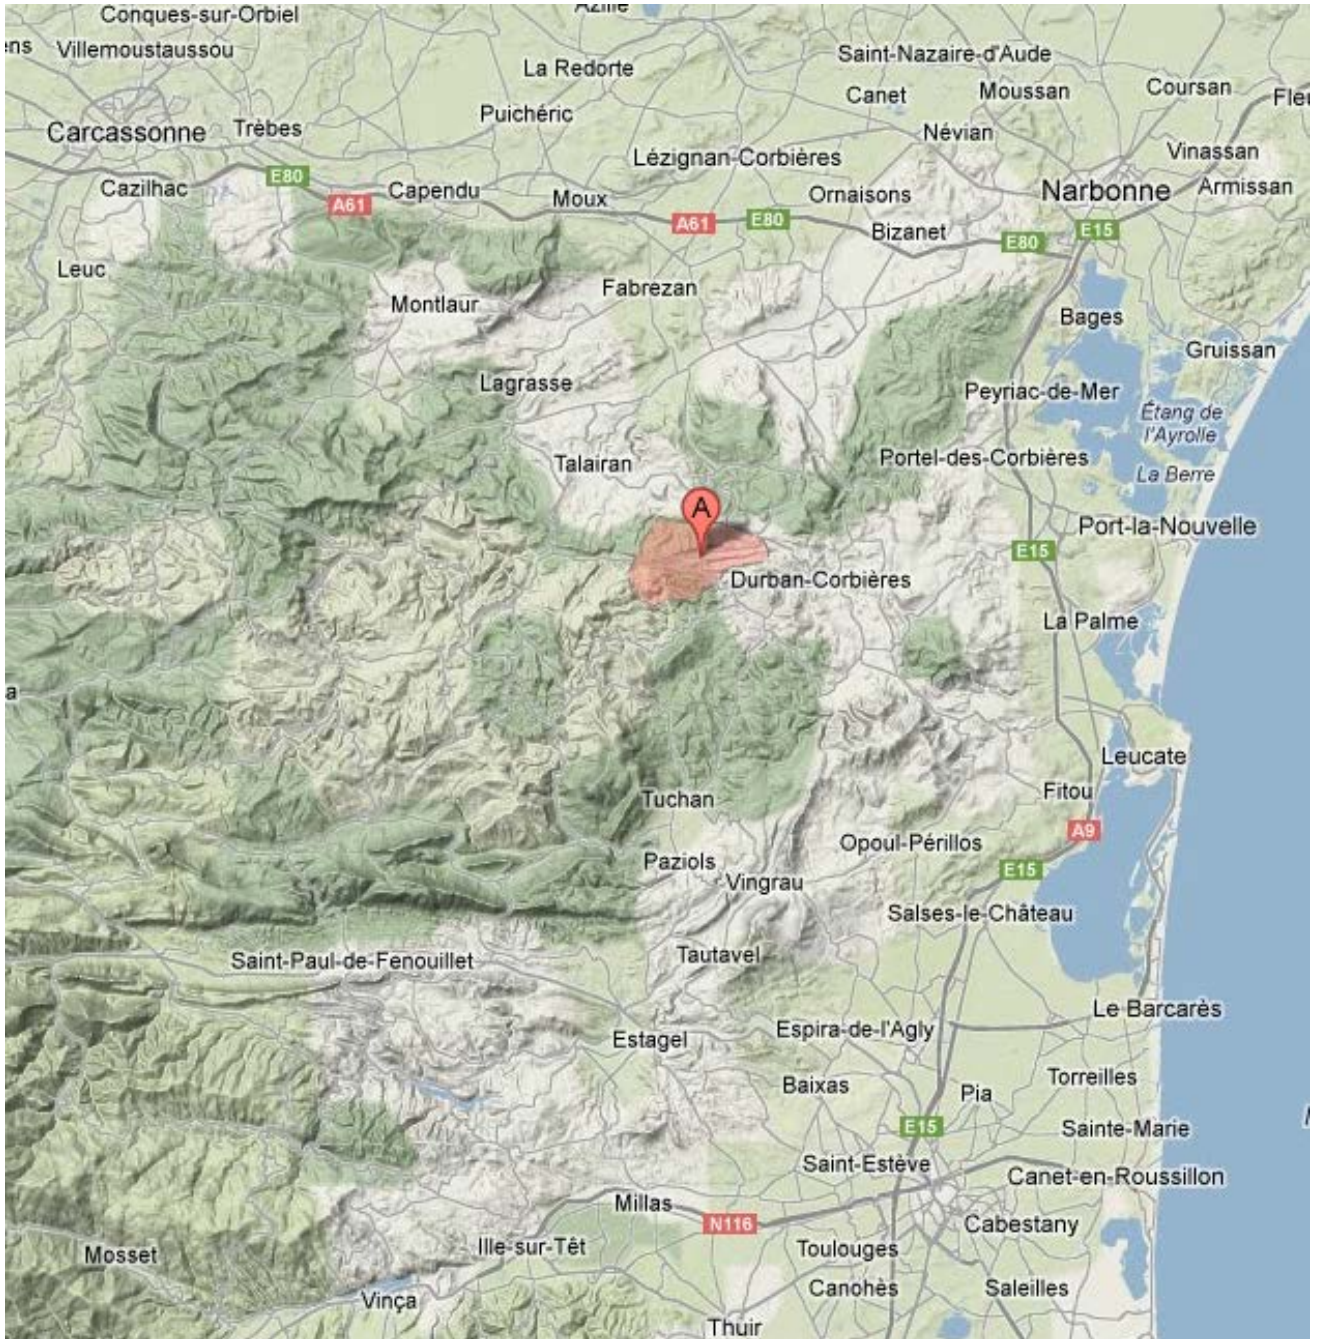 Azille
Conques-sur-Orbiel
ens
Villemoustaussou
Saint-Nazaire-d'Aude
La Redorte
Canet
Moussan
Coursan
Fleu
Puichéric
Carcassonne
Trèbes
Névian
Lézignan-Corbières
Vinassan
E80
Cazilhac
A61
Capendu
Moux
Ornaisons
Narbonne
Armissan
A61
E80
Bizanet
E80
E15
Leuc
Montlaur
Fabrezan
Bages
Gruissan
Lagrasse
Peyriac-de-Mer
Étang de
l'Ayrolle
Talairan
Portel-des-Corbières
La Berre
A
Port-la-Nouvelle
E15
Durban-Corbières
La Palme
a
Leucate
Tuchan
Fitou
A9
Opoul-Périllos
Paziols
E15
Vingrau
Salses-le-Château
Tautavel
Saint-Paul-de-Fenouillet
Le Barcarès
Estagel
Espira-de-l'Agly
Baixas
Pia
Torreilles
E15
Sainte-Marie
Saint-Estève
Canet-en-Roussillon
Millas
N116
Cabestany
Mosset
Ille-sur-Têt
Toulouges
Canohès
Saleilles
Vinça
Thuir